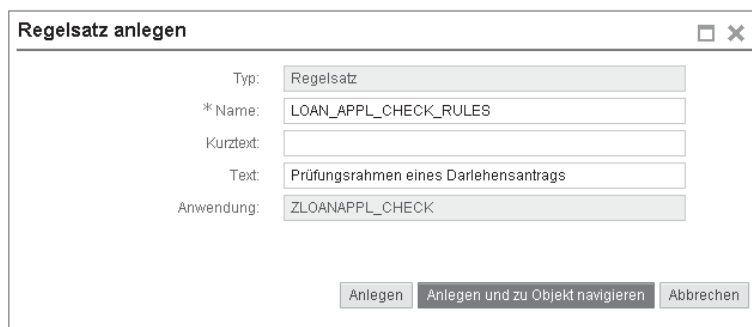 Regelsatz anlegen
Typ: Regelsatz
* Name: LOAN_APPL_CHECK_RULES
Kurztext:
Text: Prüfungsrahmen eines Darlehensantrags
Anwendung: ZLOANAPPL_CHECK
Anlegen Anlegen und zu Objekt navigieren Abbrechen